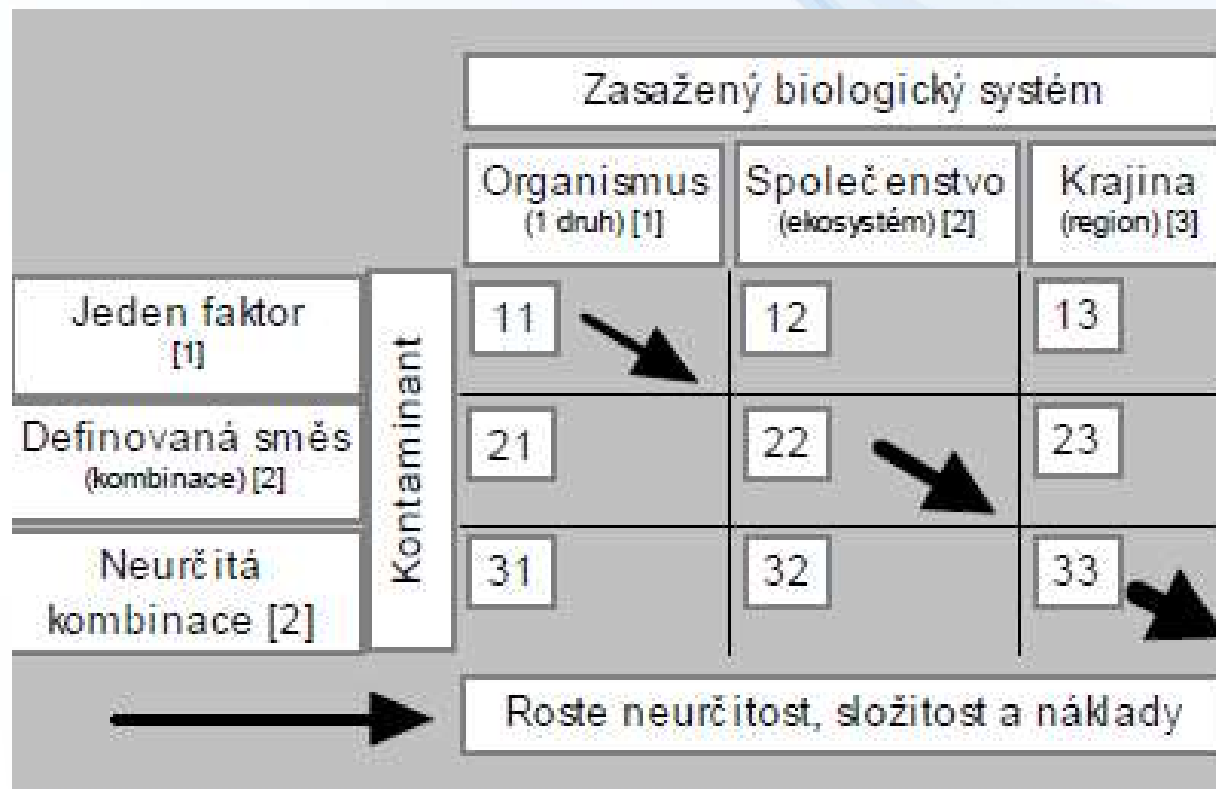 Zasažený biologický systém
Organismus
(1 druh) [1]
Společenstvo
(ekosystém) [2]
Krajina
(region) [3]
Jeden faktor
[1]
Kontaminant
11
12
13
Definovaná směs
(kombinace) [2]
21
22
23
Neurčitá
kombinace [2]
31
32
33
Roste neurčitost, složitost a náklady